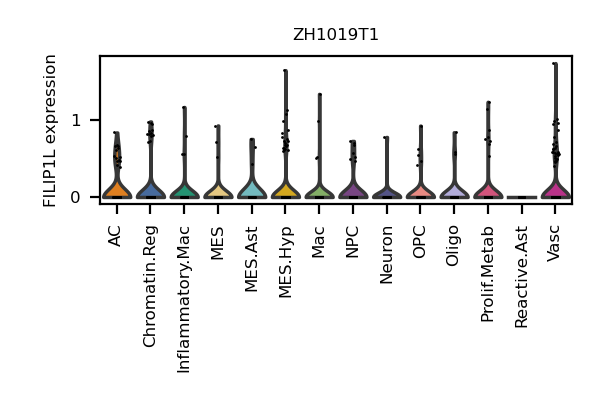 ZH1019T1
FILIP1L expression
1
0
AC
Chromatin.Reg
Inflammatory.Mac
MES
MES.Ast
MES.Hyp
Mac
NPC
Neuron
OPC
Oligo
Prolif.Metab
Reactive.Ast
Vasc